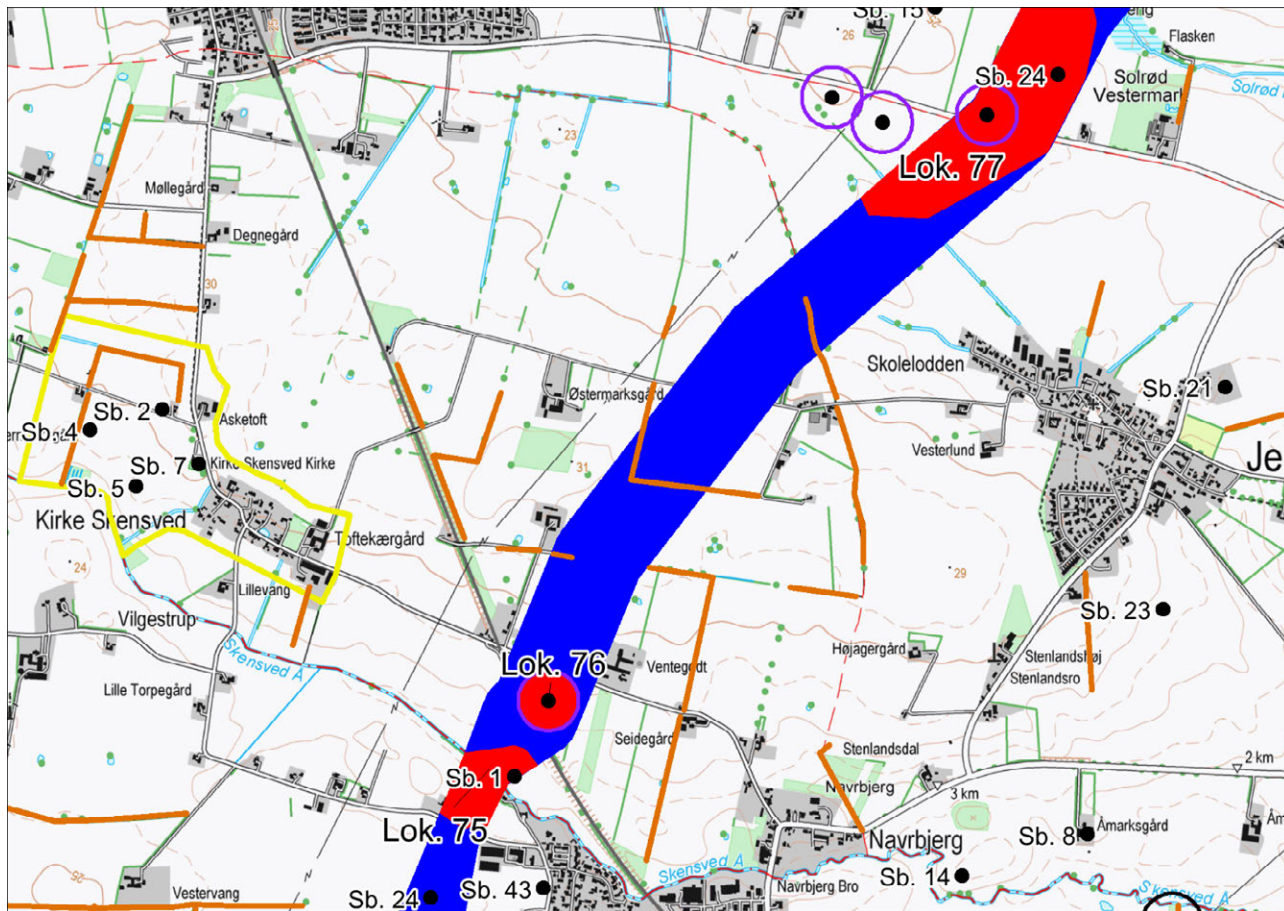 Sb. 15
26
25
Flasken
Sb. 24
Solrød
Vestermark
Solrød
23
Lok. 77
Møllegård
Degnegård
30
Skolelodden
Østermarksgård
Sb. 21
Sb. 2
Asketoft
Sb. 4
Sb. 7
Kirke Skensved Kirke
31
Vesterlund
Je
Sb. 5
Kirke Skensved
Toftekærgård
24
29
Lillevang
Vilgestrup
Sb. 23
Skensved Å
Højagergård
Stenlandshøj
Stenlandsro
Lok. 76
Ventegodt
Lille Torpegård
Seidegård
Stenlandsdal
2 km
Sb. 1
Navrbjerg
3 km
Lok. 75
Navrbjerg
Sb. 8
Åmarksgård
Åm
Skensved Å
25
Vestervang
Sb. 24
Sb. 43
Navrbjerg Bro
Sb. 14
Skensved Å